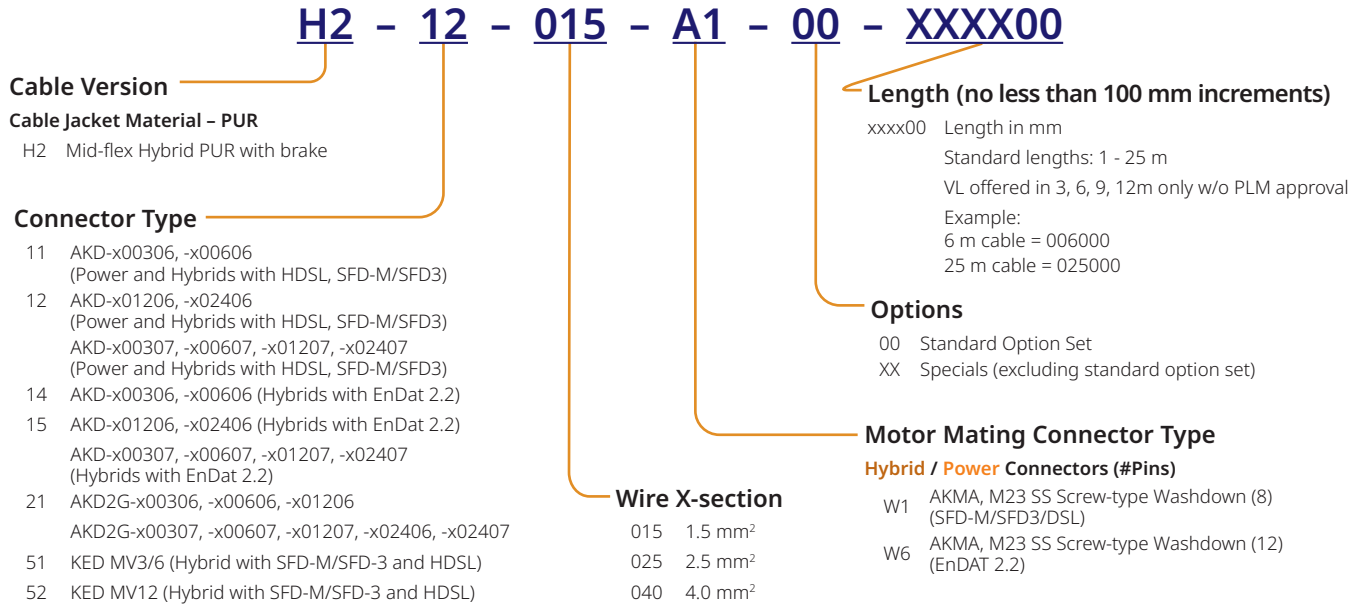 H2 – 12 – 015 – A1 – 00 – XXXX00
Cable Version
Cable Jacket Material – PUR
H2 Mid-flex Hybrid PUR with brake
Connector Type
11 AKD-x00306, -x00606
(Power and Hybrids with HDSL, SFD-M/SFD3)
12 AKD-x01206, -x02406
(Power and Hybrids with HDSL, SFD-M/SFD3)
AKD-x00307, -x00607, -x01207, -x02407
(Power and Hybrids with HDSL, SFD-M/SFD3)
14 AKD-x00306, -x00606 (Hybrids with EnDat 2.2)
15 AKD-x01206, -x02406 (Hybrids with EnDat 2.2)
AKD-x00307, -x00607, -x01207, -x02407
(Hybrids with EnDat 2.2)
21 AKD2G-x00306, -x00606, -x01206
AKD2G-x00307, -x00607, -x01207, -x02406, -x02407
51 KED MV3/6 (Hybrid with SFD-M/SFD-3 and HDSL)
52 KED MV12 (Hybrid with SFD-M/SFD-3 and HDSL)
Wire X-section
015 1.5 mm²
025 2.5 mm²
040 4.0 mm²
Length (no less than 100 mm increments)
xxxx00 Length in mm
Standard lengths: 1 - 25 m
VL offered in 3, 6, 9, 12m only w/o PLM approval
Example:
6 m cable = 006000
25 m cable = 025000
Options
00 Standard Option Set
XX Specials (excluding standard option set)
Motor Mating Connector Type
Hybrid / Power Connectors (#Pins)
W1 AKMA, M23 SS Screw-type Washdown (8)
(SFD-M/SFD3/DSL)
W6 AKMA, M23 SS Screw-type Washdown (12)
(EnDAT 2.2)